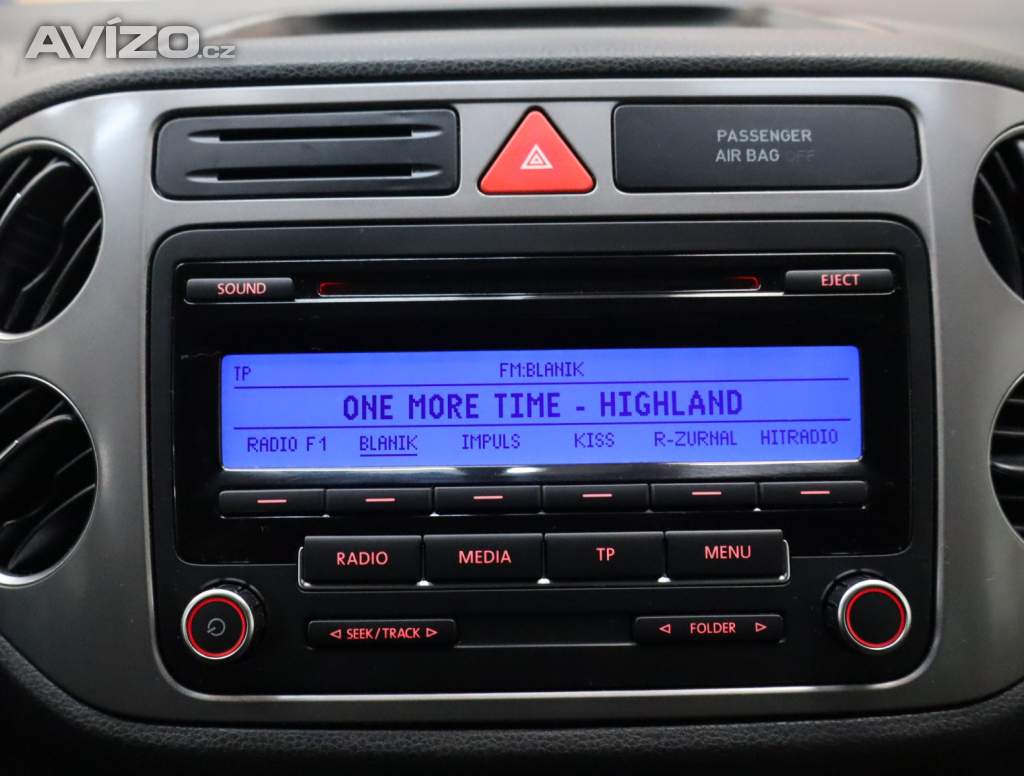 AVÍZO.cz
PASSENGER
AIR BAG OFF
SOUND
EJECT
TP FM:BLANIK
ONE MORE TIME - HIGHLAND
RADIO F1 BLANIK IMPULS KISS R-ZURNAL HITRADIO
RADIO MEDIA TP MENU
SEEK/TRACK FOLDER